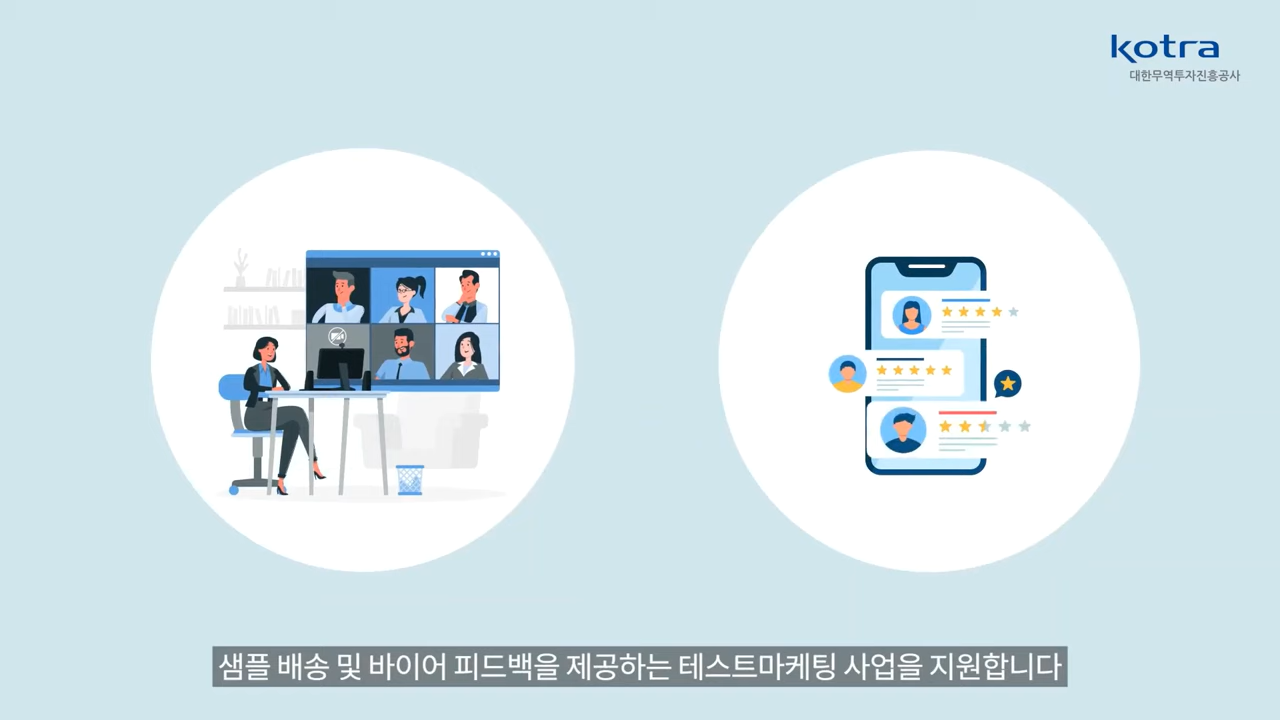 kotra
대한무역투자진흥공사
샘플 배송 및 바이어 피드백을 제공하는 테스트마케팅 사업을 지원합니다